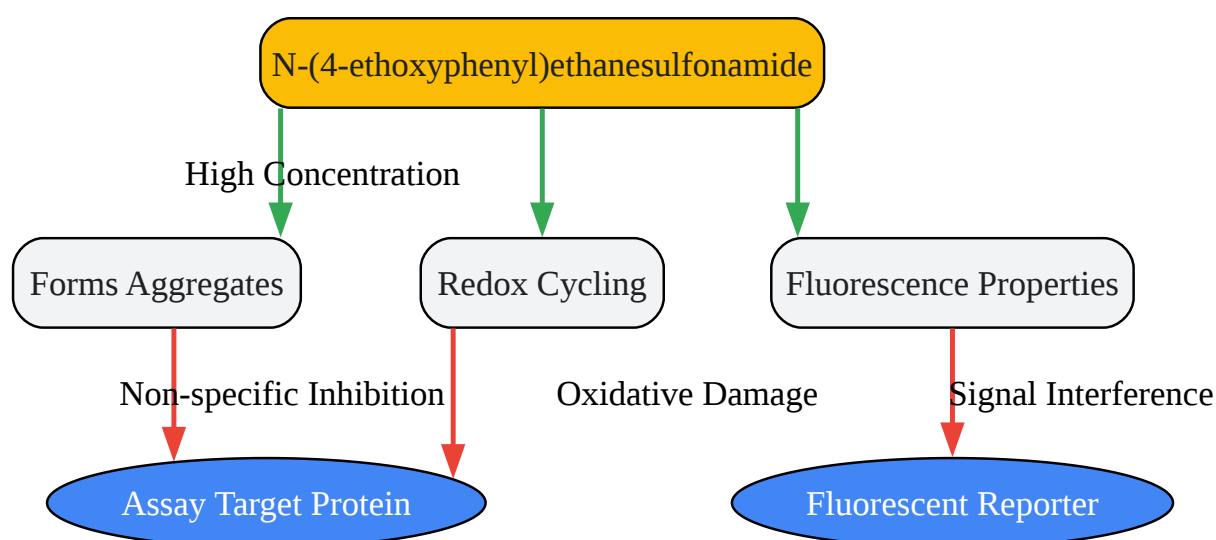 N-(4-ethoxyphenyl)ethanesulfonamide
High Concentration
Forms Aggregates
Redox Cycling
Fluorescence Properties
Non-specific Inhibition
Oxidative Damage
Signal Interference
Assay Target Protein
Fluorescent Reporter